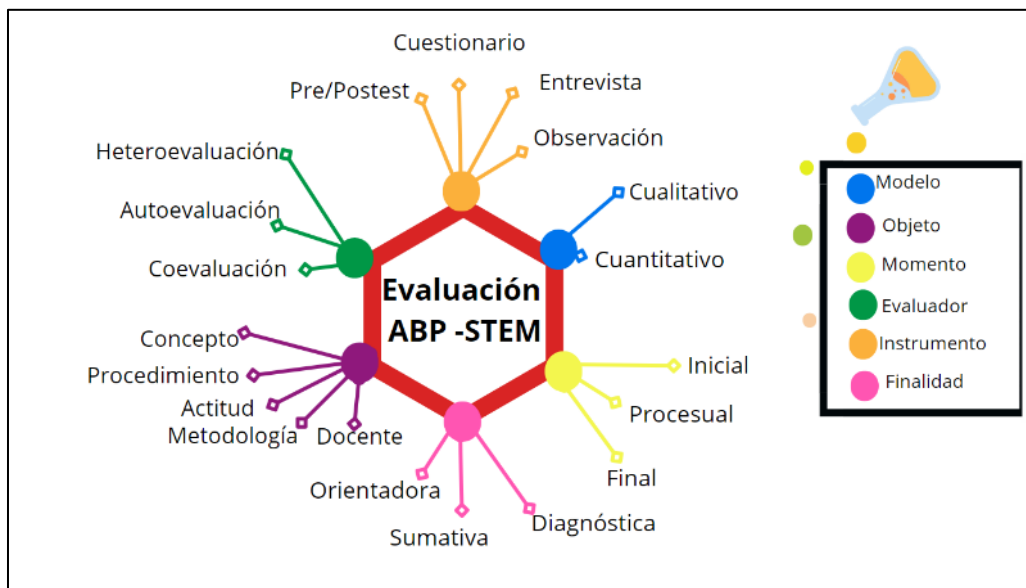 Cuestionario
Pre/Postest
Entrevista
Observación
Heteroevaluación
Autoevaluación
Coevaluación
Cualitativo
Cuantitativo
Evaluación
ABP -STEM
Concepto
Procedimiento
Actitud
Metodología
Docente
Inicial
Procesual
Final
Orientadora
Sumativa
Diagnóstica
Modelo
Objeto
Momento
Evaluador
Instrumento
Finalidad